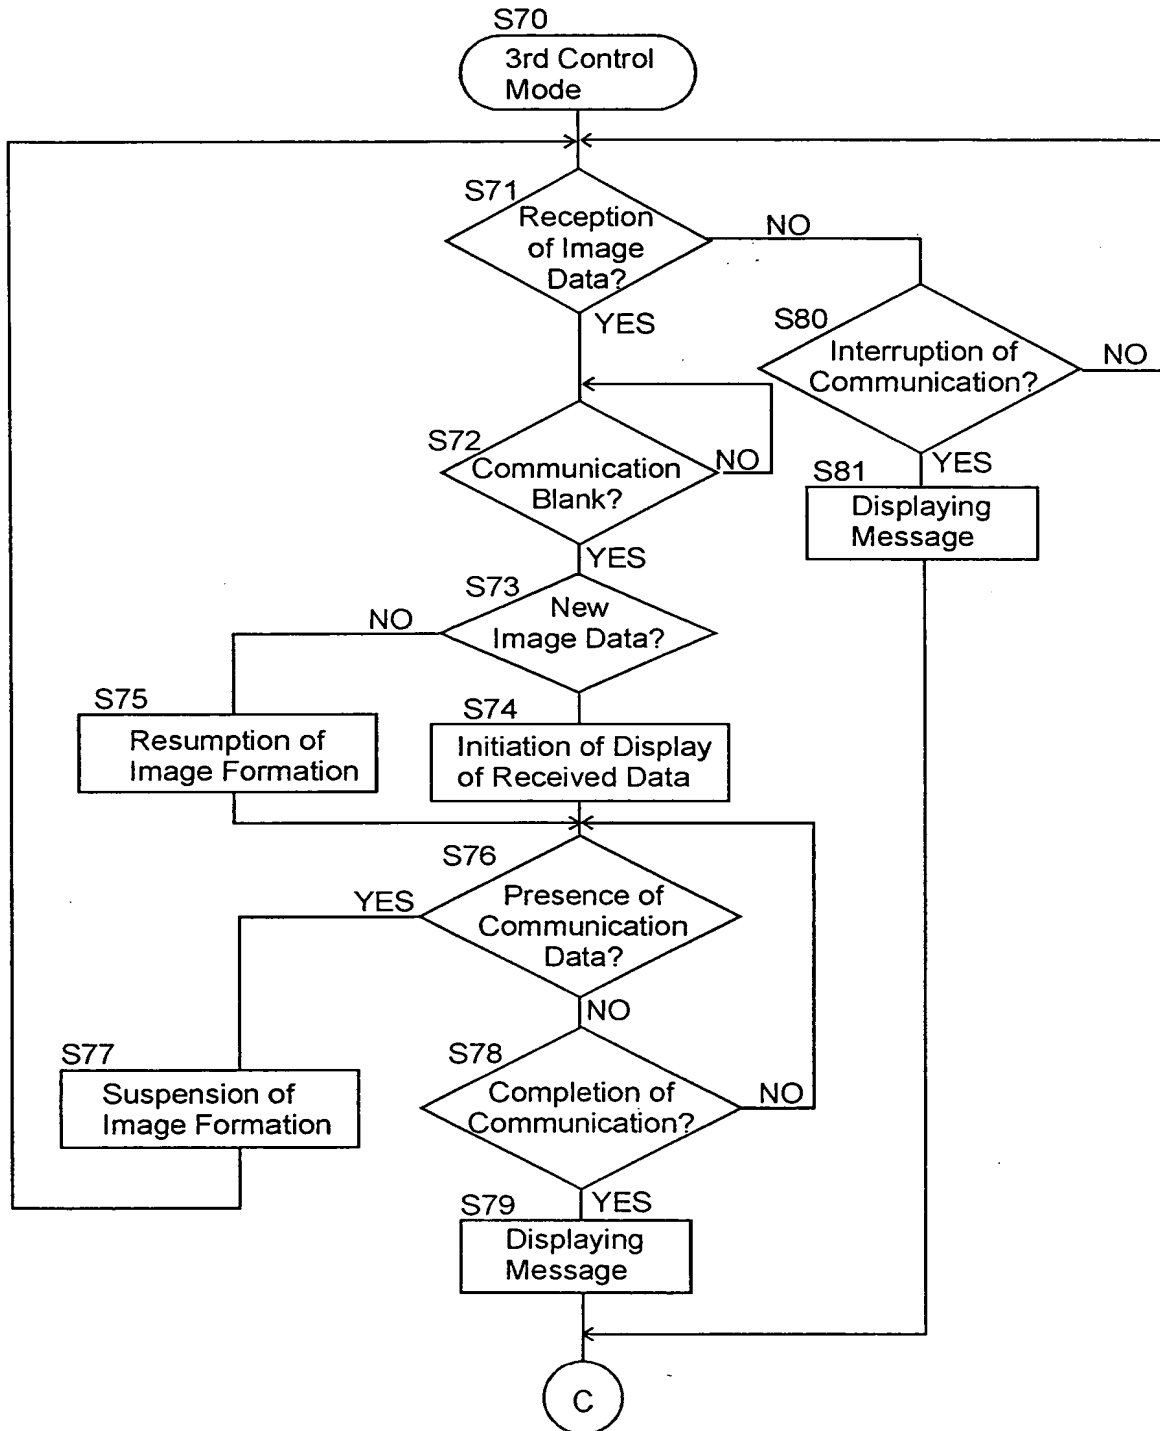 S70
3rd Control
Mode
S71
Reception
of Image
Data?
NO
YES
S80
Interruption of
Communication?
NO
YES
S81
Displaying
Message
S72
Communication
Blank?
NO
YES
S73
New
Image Data?
NO
S75
Resumption of
Image Formation
S74
Initiation of Display
of Received Data
S76
Presence of
Communication
Data?
YES
NO
S77
Suspension of
Image Formation
S78
Completion of
Communication?
NO
YES
S79
Displaying
Message
C